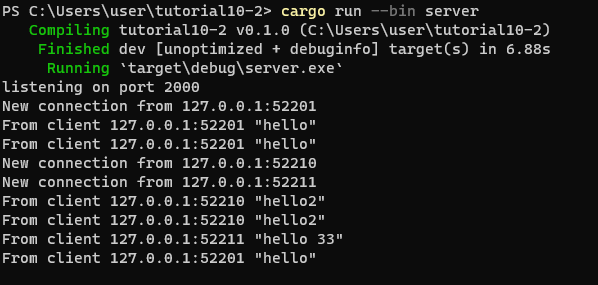 PS C:\Users\user\tutorial10-2> cargo run --bin server
Compiling tutorial10-2 v0.1.0 (C:\Users\user\tutorial10-2)
Finished dev [unoptimized + debuginfo] target(s) in 6.88s
Running `target\debug\server.exe`
listening on port 2000
New connection from 127.0.0.1:52201
From client 127.0.0.1:52201 "hello"
From client 127.0.0.1:52201 "hello"
New connection from 127.0.0.1:52210
New connection from 127.0.0.1:52211
From client 127.0.0.1:52210 "hello2"
From client 127.0.0.1:52210 "hello2"
From client 127.0.0.1:52211 "hello 33"
From client 127.0.0.1:52201 "hello"